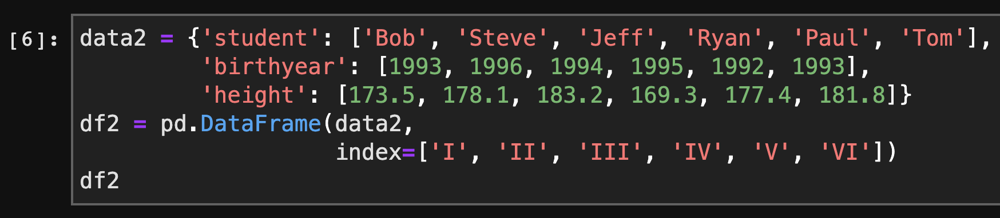 [6]: data2 = {'student': ['Bob', 'Steve', 'Jeff', 'Ryan', 'Paul', 'Tom'],
'birthyear': [1993, 1996, 1994, 1995, 1992, 1993],
'height': [173.5, 178.1, 183.2, 169.3, 177.4, 181.8]}
df2 = pd.DataFrame(data2,
index=['I', 'II', 'III', 'IV', 'V', 'VI'])
df2